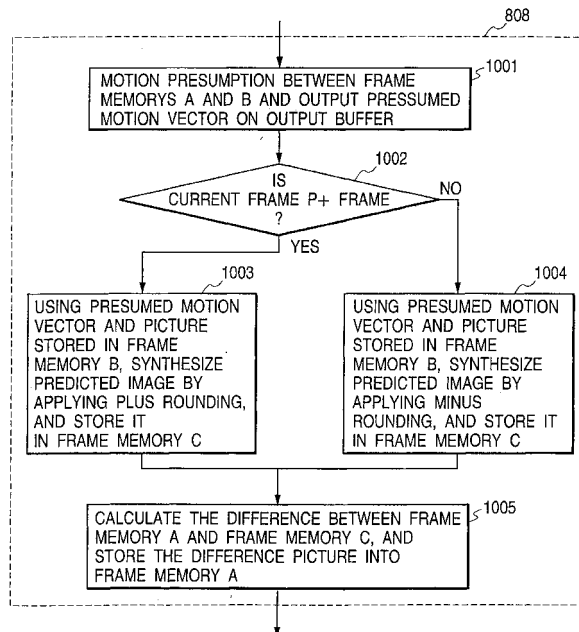 808
1001
MOTION PRESUMPTION BETWEEN FRAME
MEMORYS A AND B AND OUTPUT PRESSUMED
MOTION VECTOR ON OUTPUT BUFFER
1002
IS
CURRENT FRAME P+ FRAME
?
NO
YES
1003
USING PRESUMED MOTION
VECTOR AND PICTURE
STORED IN FRAME
MEMORY B, SYNTHESIZE
PREDICTED IMAGE BY
APPLYING PLUS ROUNDING,
AND STORE IT
IN FRAME MEMORY C
1004
USING PRESUMED MOTION
VECTOR AND PICTURE
STORED IN FRAME
MEMORY B, SYNTHESIZE
PREDICTED IMAGE BY
APPLYING MINUS
ROUNDING, AND STORE IT
IN FRAME MEMORY C
1005
CALCULATE THE DIFFERENCE BETWEEN FRAME
MEMORY A AND FRAME MEMORY C, AND
STORE THE DIFFERENCE PICTURE INTO
FRAME MEMORY A